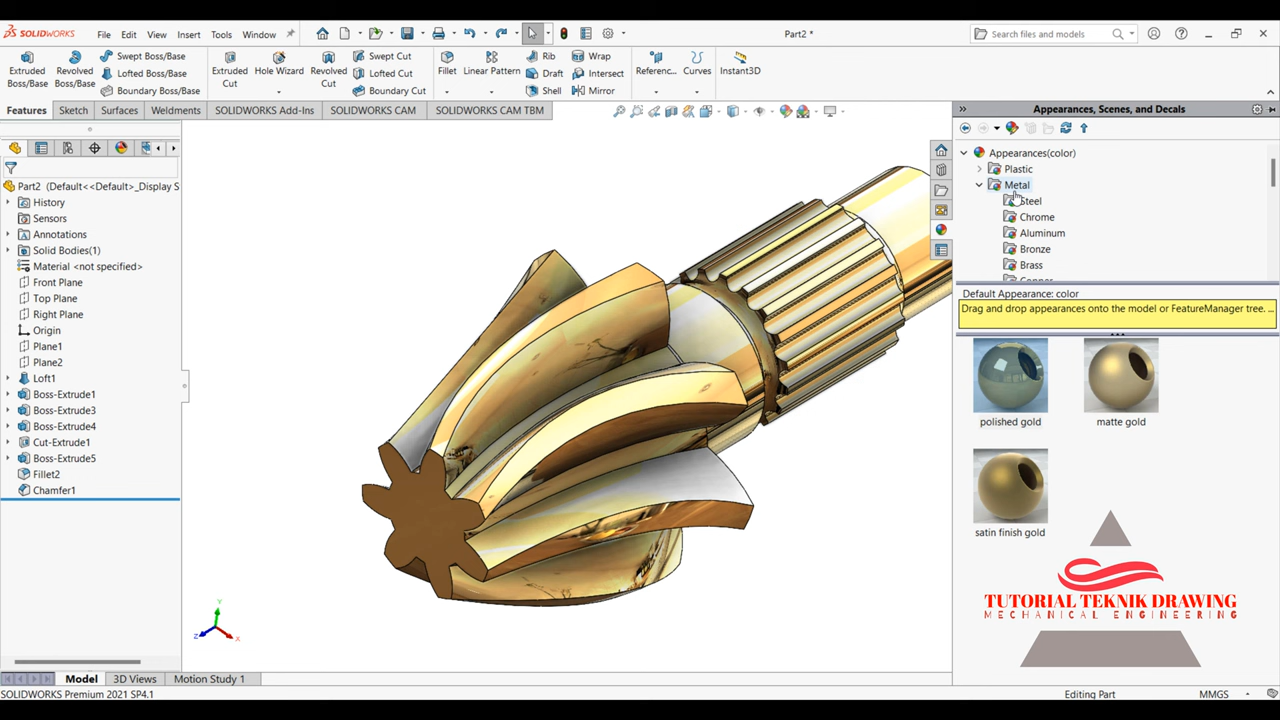 SOLIDWORKS File Edit View Insert Tools Window Part2 * Search files and models
Extruded Boss/Base Revolved Boss/Base Swept Boss/Base Lofted Boss/Base Boundary Boss/Base Extruded Cut Hole Wizard Revolved Cut Swept Cut Lofted Cut Boundary Cut Fillet Linear Pattern Rib Draft Shell Wrap Intersect Mirror Referenc... Curves Instant3D
Features Sketch Surfaces Weldments SOLIDWORKS Add-Ins SOLIDWORKS CAM SOLIDWORKS CAM TBM
Part2 (Default<<Default>_Display S
History
Sensors
Annotations
Solid Bodies(1)
Material <not specified>
Front Plane
Top Plane
Right Plane
Origin
Plane1
Plane2
Loft1
Boss-Extrude1
Boss-Extrude3
Boss-Extrude4
Cut-Extrude1
Boss-Extrude5
Fillet2
Chamfer1
Y
Z
X
Appearances, Scenes, and Decals
Appearances(color)
Plastic
Metal
Steel
Chrome
Aluminum
Bronze
Brass
Default Appearance: color
Drag and drop appearances onto the model or FeatureManager tree. ...
polished gold matte gold
satin finish gold
TUTORIAL TEKNIK DRAWING
MECHANICAL ENGINEERING
Model 3D Views Motion Study 1
SOLIDWORKS Premium 2021 SP4.1 Editing Part MMGS